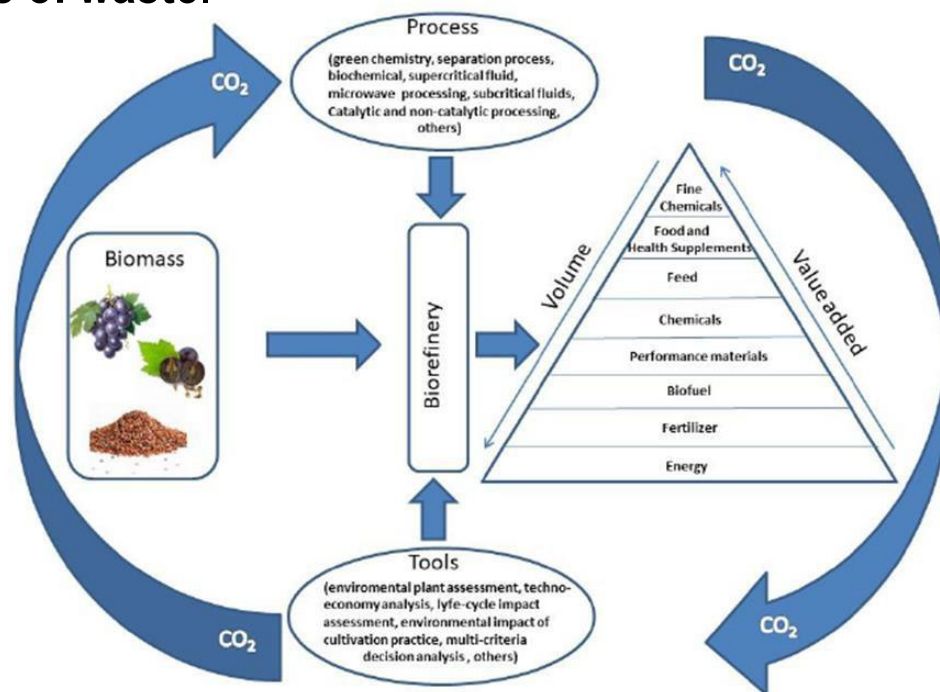 of waste.
Process
(green chemistry, separation process,
biochemical, supercritical fluid,
microwave processing, subcritical fluids,
Catalytic and non-catalytic processing,
others)
CO2
CO2
Biomass
Biorefinery
Volume
Value added
Fine
Chemicals
Food and
Health Supplements
Feed
Chemicals
Performance materials
Biofuel
Fertilizer
Energy
Tools
(enviromental plant assessment, techno-
economy analysis, lyfe-cycle impact
assessment, environmental impact of
cultivation practice, multi-criteria
decision analysis , others)
CO2
CO2